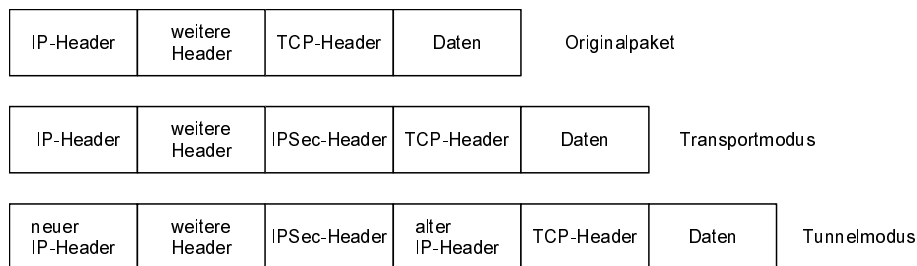 IP-Header
weitere
Header
TCP-Header
Daten
Originalpaket
IP-Header
weitere
Header
IPSec-Header
TCP-Header
Daten
Transportmodus
neuer
IP-Header
weitere
Header
IPSec-Header
alter
IP-Header
TCP-Header
Daten
Tunnelmodus